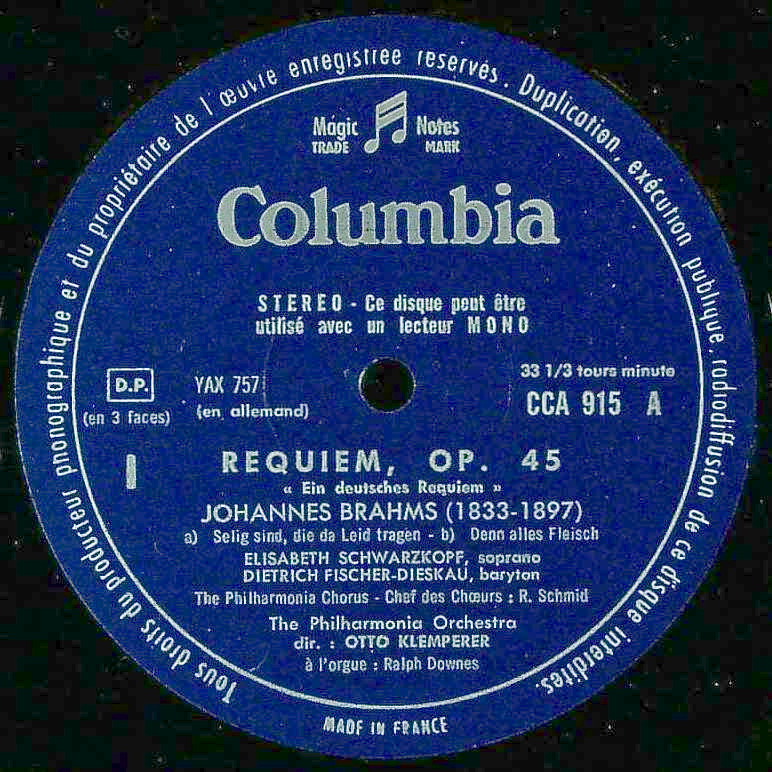 Tous droits du producteur phonographique et du propriétaire de l'œuvre enregistrée réservés. Duplication, exécution publique, radiodiffusion de ce disque interdites.
Magic Notes
TRADE MARK
Columbia
STEREO - Ce disque peut être
utilisé avec un lecteur MONO
D.P.
(en 3 faces)
YAX 757
(en allemand)
33 1/3 tours minute
CCA 915 A
I
REQUIEM, OP. 45
« Ein deutsches Requiem »
JOHANNES BRAHMS (1833-1897)
a) Selig sind, die da Leid tragen - b) Denn alles Fleisch
ELISABETH SCHWARZKOPF, soprano
DIETRICH FISCHER-DIESKAU, baryton
The Philharmonia Chorus - Chef des Chœurs : R. Schmid
The Philharmonia Orchestra
dir. : OTTO KLEMPERER
à l'orgue : Ralph Downes
MADE IN FRANCE